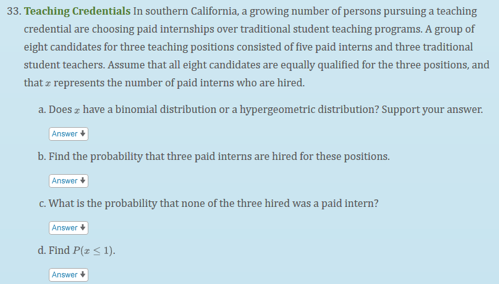 33. Teaching Credentials In southern California, a growing number of persons pursuing a teaching
credential are choosing paid internships over traditional student teaching programs. A group of
eight candidates for three teaching positions consisted of five paid interns and three traditional
student teachers. Assume that all eight candidates are equally qualified for the three positions, and
that x represents the number of paid interns who are hired.
a. Does x have a binomial distribution or a hypergeometric distribution? Support your answer.
Answer ↓
b. Find the probability that three paid interns are hired for these positions.
Answer ↓
c. What is the probability that none of the three hired was a paid intern?
Answer ↓
d. Find P(x ≤ 1).
Answer ↓